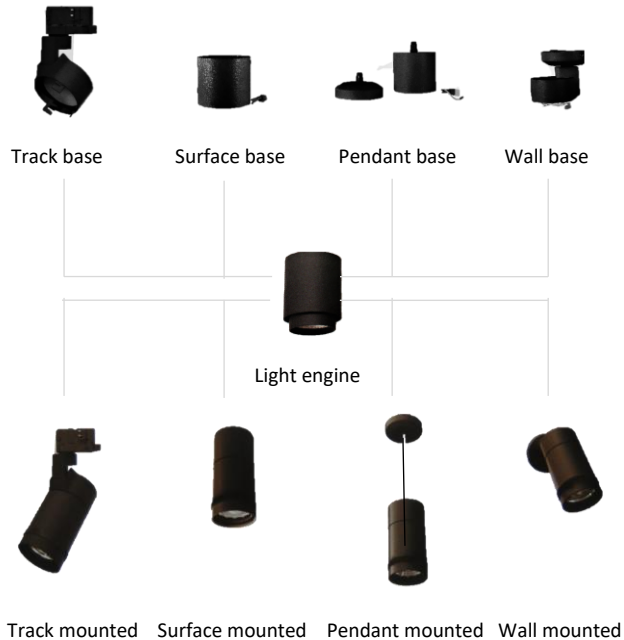 Track base Surface base Pendant base Wall base
Light engine
Track mounted Surface mounted Pendant mounted Wall mounted